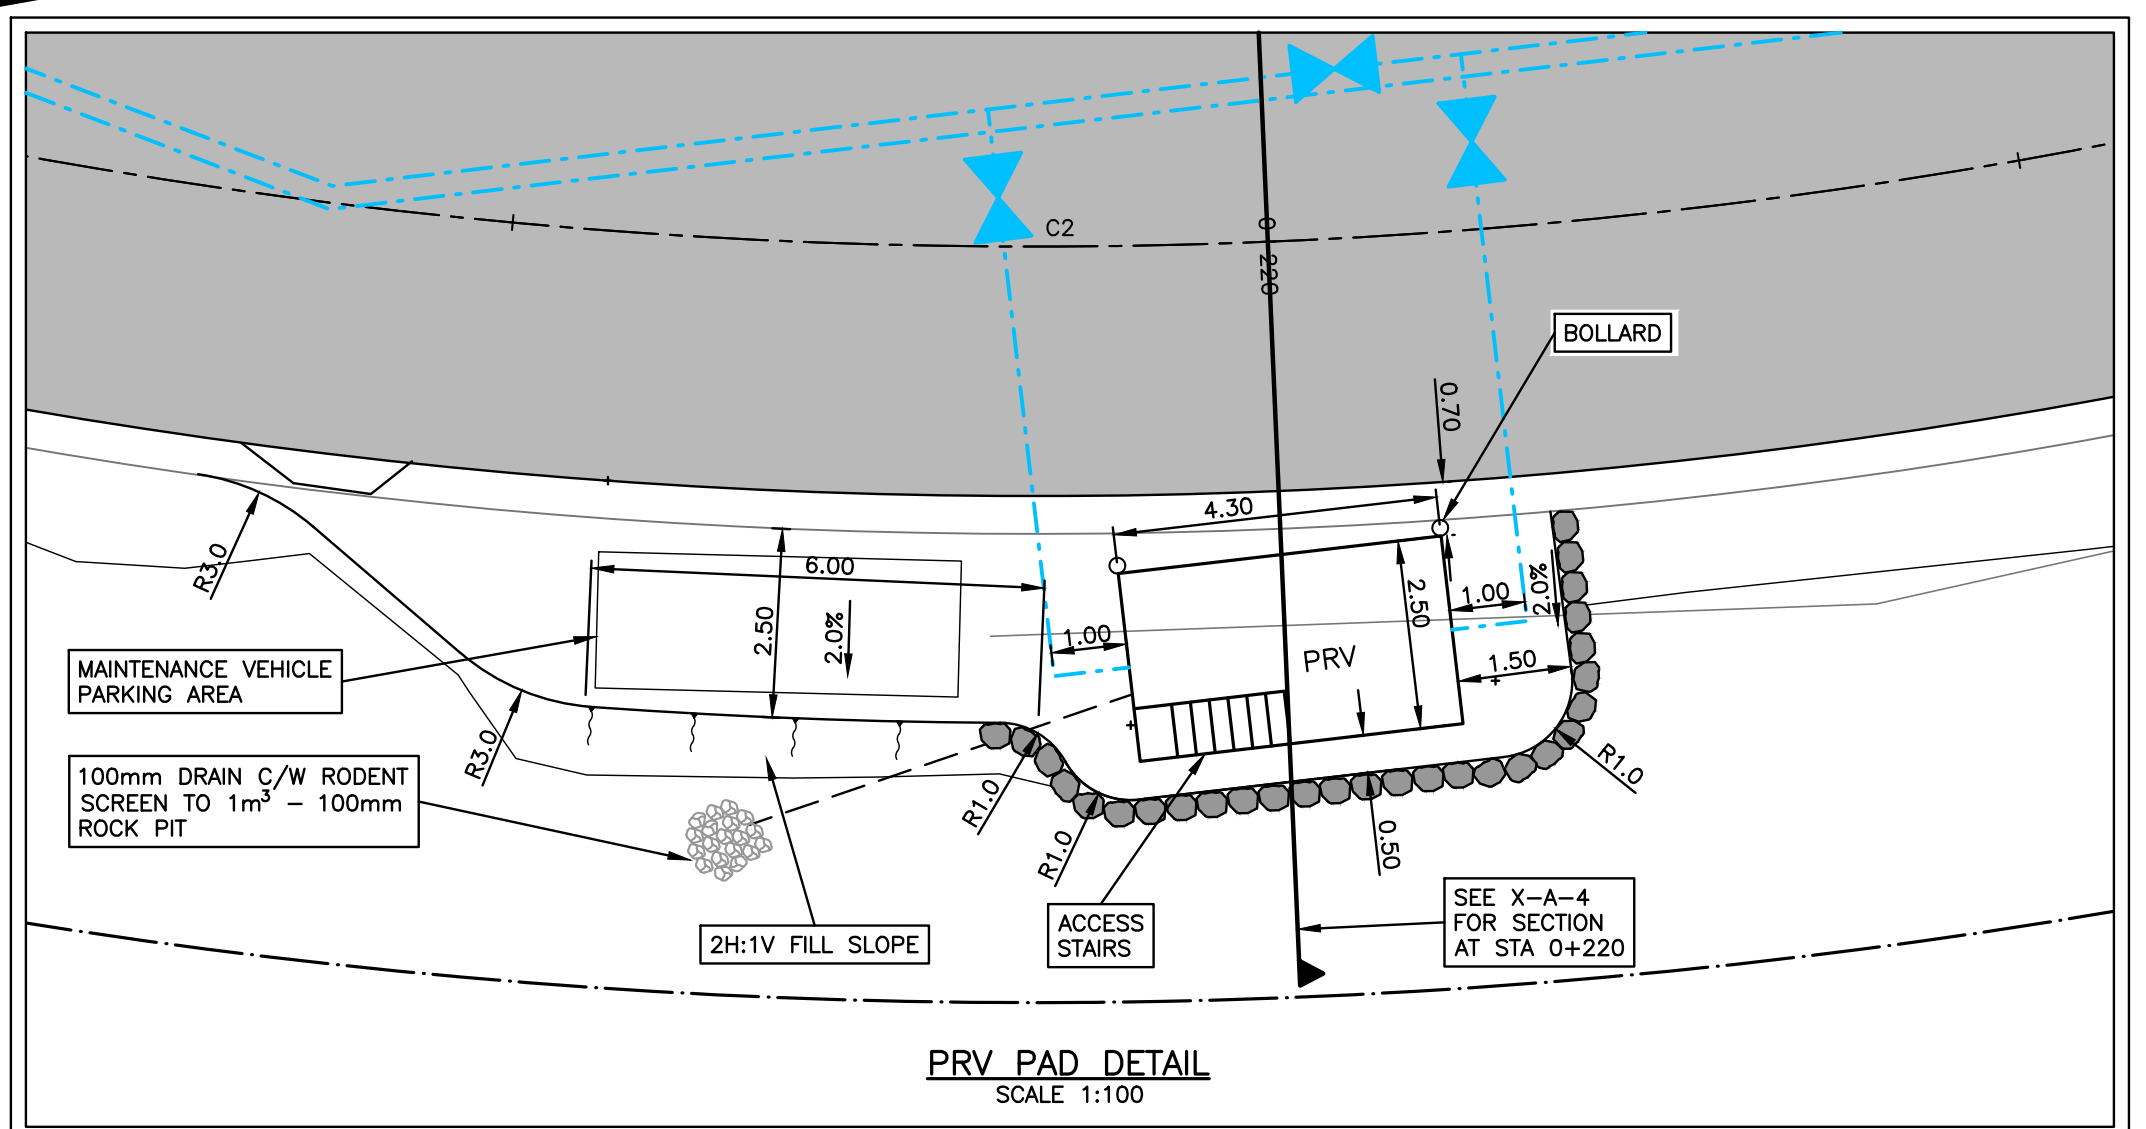 C2
0 220
BOLLARD
0.70
4.30
R3.0
6.00
2.50
2.0%
1.00
PRV
2.50
1.00
2.0%
1.50
MAINTENANCE VEHICLE
PARKING AREA
R3.0
100mm DRAIN C/W RODENT
SCREEN TO 1m³ – 100mm
ROCK PIT
R1.0
R1.0
R1.0
0.50
2H:1V FILL SLOPE
ACCESS
STAIRS
SEE X–A–4
FOR SECTION
AT STA 0+220
PRV PAD DETAIL
SCALE 1:100